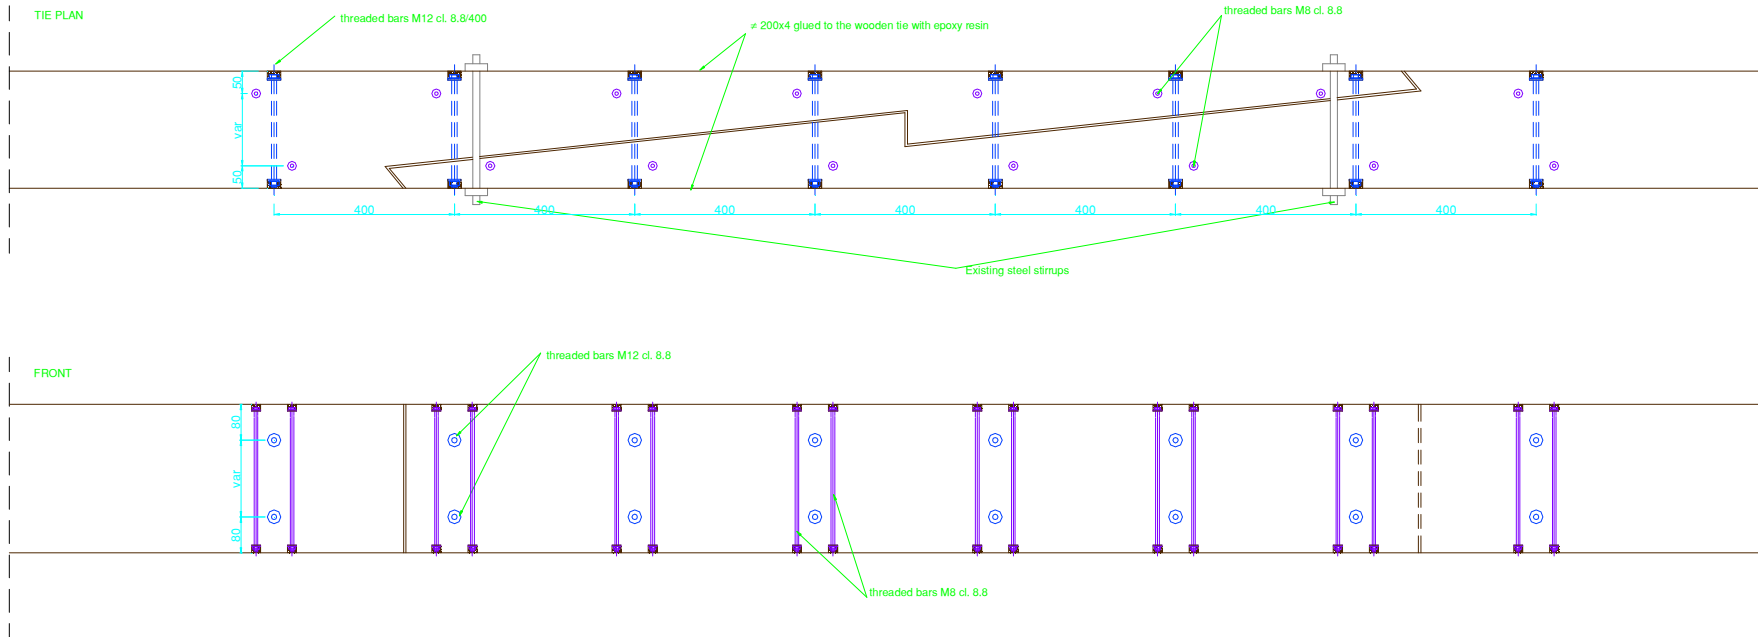 TIE PLAN
threaded bars M12 cl. 8.8/400
≠ 200x4 glued to the wooden tie with epoxy resin
threaded bars M8 cl. 8.8
50
var
50
400
400
400
400
400
400
400
Existing steel stirrups
FRONT
threaded bars M12 cl. 8.8
80
var
80
threaded bars M8 cl. 8.8